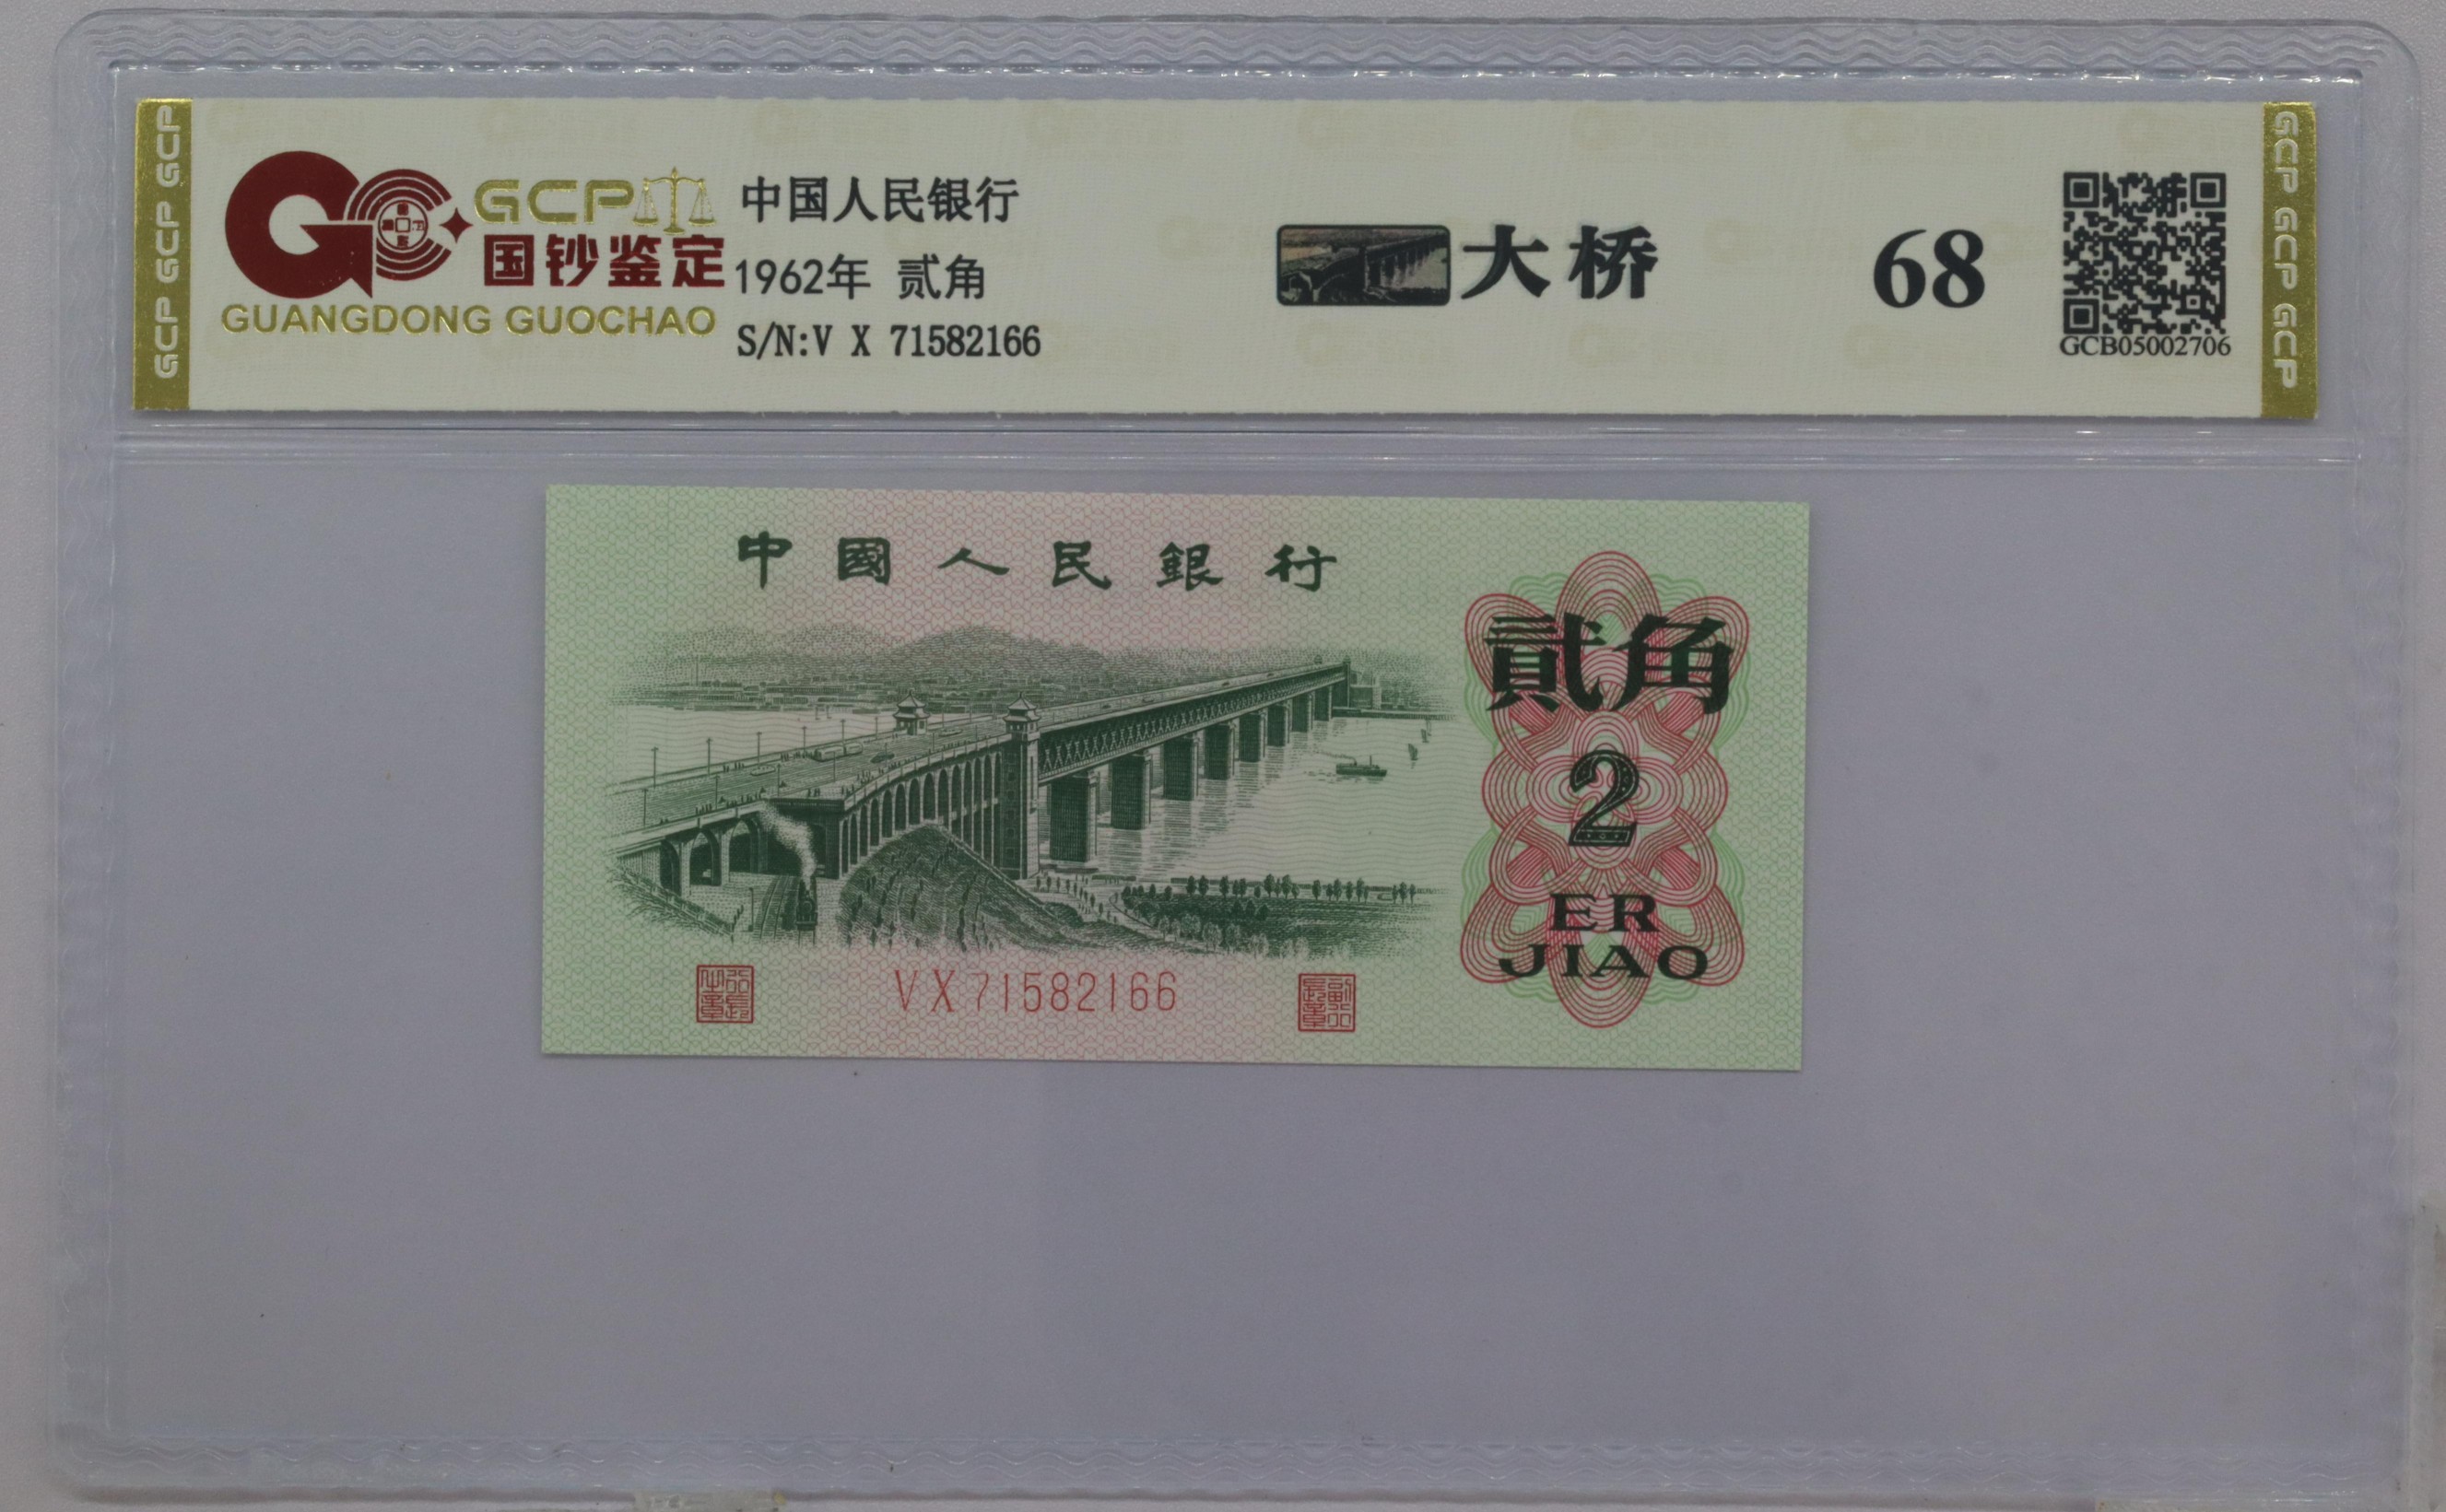 GCP GCP GCP
GCP
国钞鉴定
GUANGDONG GUOCHAO
中国人民银行
1962年 贰角
S/N:V X 71582166
大桥
68
GCB05002706
GCP GCP GCP
中國人民銀行
貳角
2
ER
JIAO
VX71582166